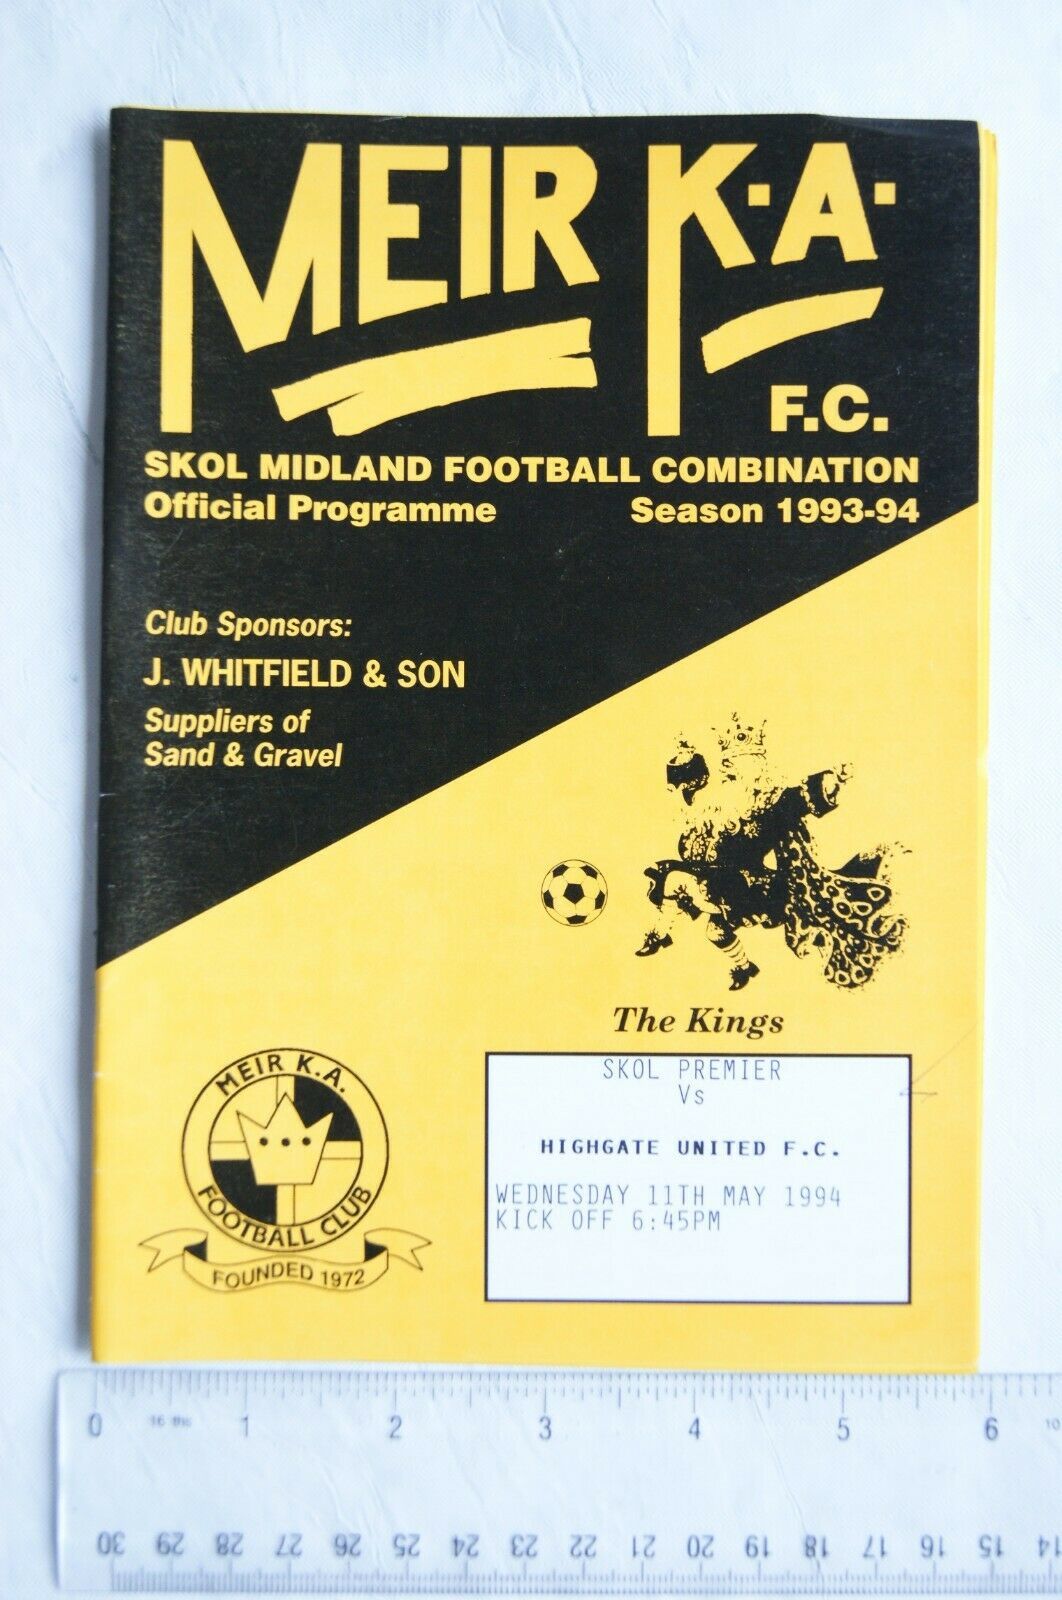 MEIR K.A.
F.C.
SKOL MIDLAND FOOTBALL COMBINATION
Official Programme Season 1993-94
Club Sponsors:
J. WHITFIELD & SON
Suppliers of
Sand & Gravel
The Kings
MEIR K.A.
FOOTBALL CLUB
FOUNDED 1972
SKOL PREMIER
Vs
HIGHGATE UNITED F.C.
WEDNESDAY 11TH MAY 1994
KICK OFF 6:45PM
0 16 ths 1 2 3 4 5 6 10
30 29 28 27 26 25 24 23 22 21 20 19 18 17 16 15 14